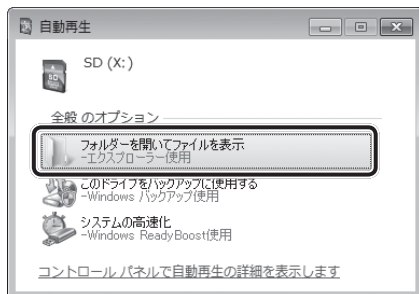 自動再生
SD (X:)
SD
全般 のオプション
フォルダーを開いてファイルを表示
-エクスプローラー使用
このドライブをバックアップに使用する
-Windows バックアップ使用
システムの高速化
-Windows ReadyBoost使用
コントロール パネルで自動再生の詳細を表示します